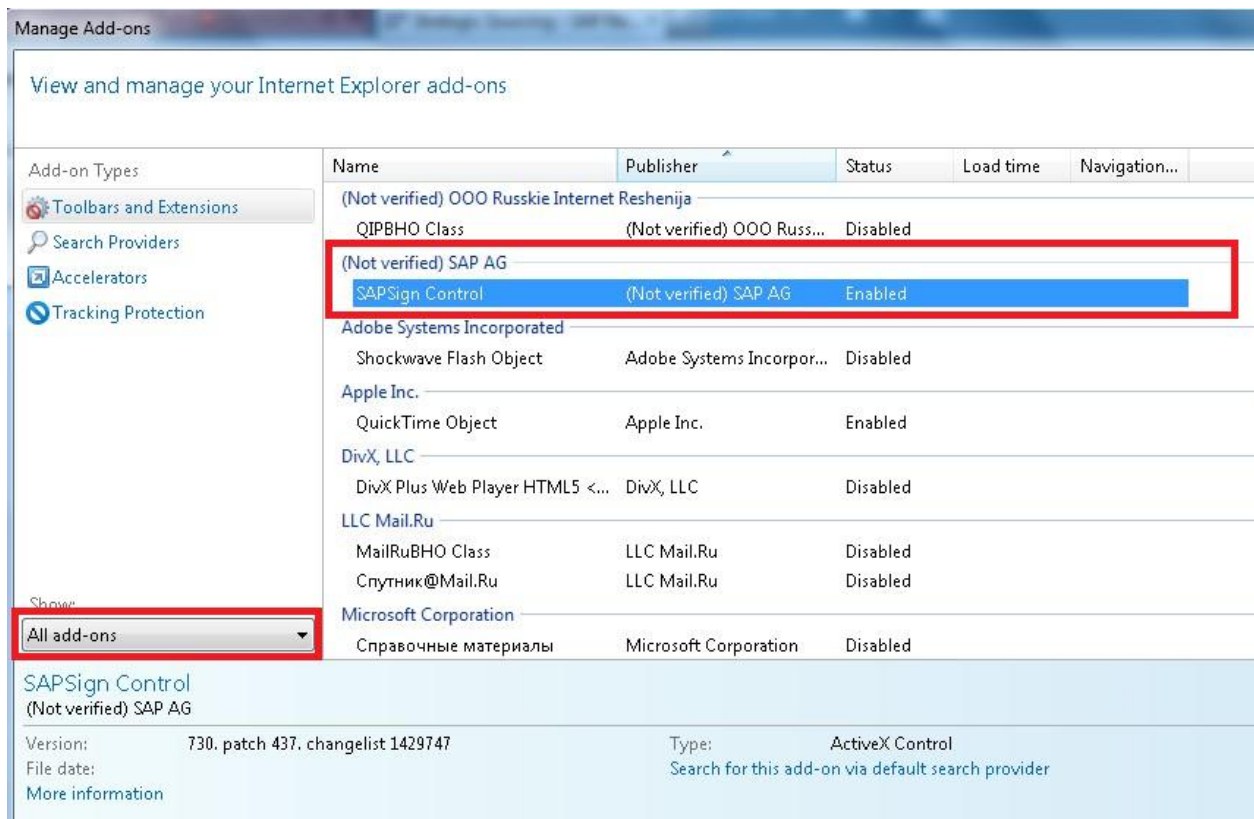 Manage Add-ons
View and manage your Internet Explorer add-ons
Add-on Types
Toolbars and Extensions
Search Providers
Accelerators
Tracking Protection
Show:
All add-ons
Name Publisher Status Load time Navigation...
(Not verified) OOO Russkie Internet Reshenija
QIPBHO Class (Not verified) OOO Russ... Disabled
(Not verified) SAP AG
SAPSign Control (Not verified) SAP AG Enabled
Adobe Systems Incorporated
Shockwave Flash Object Adobe Systems Incorpor... Disabled
Apple Inc.
QuickTime Object Apple Inc. Enabled
DivX, LLC
DivX Plus Web Player HTML5 <... DivX, LLC Disabled
LLC Mail.Ru
MailRuBHO Class LLC Mail.Ru Disabled
Спутник@Mail.Ru LLC Mail.Ru Disabled
Microsoft Corporation
Справочные материалы Microsoft Corporation Disabled
SAPSign Control
(Not verified) SAP AG
Version: 730. patch 437. changelist 1429747 Type: ActiveX Control
File date: Search for this add-on via default search provider
More information